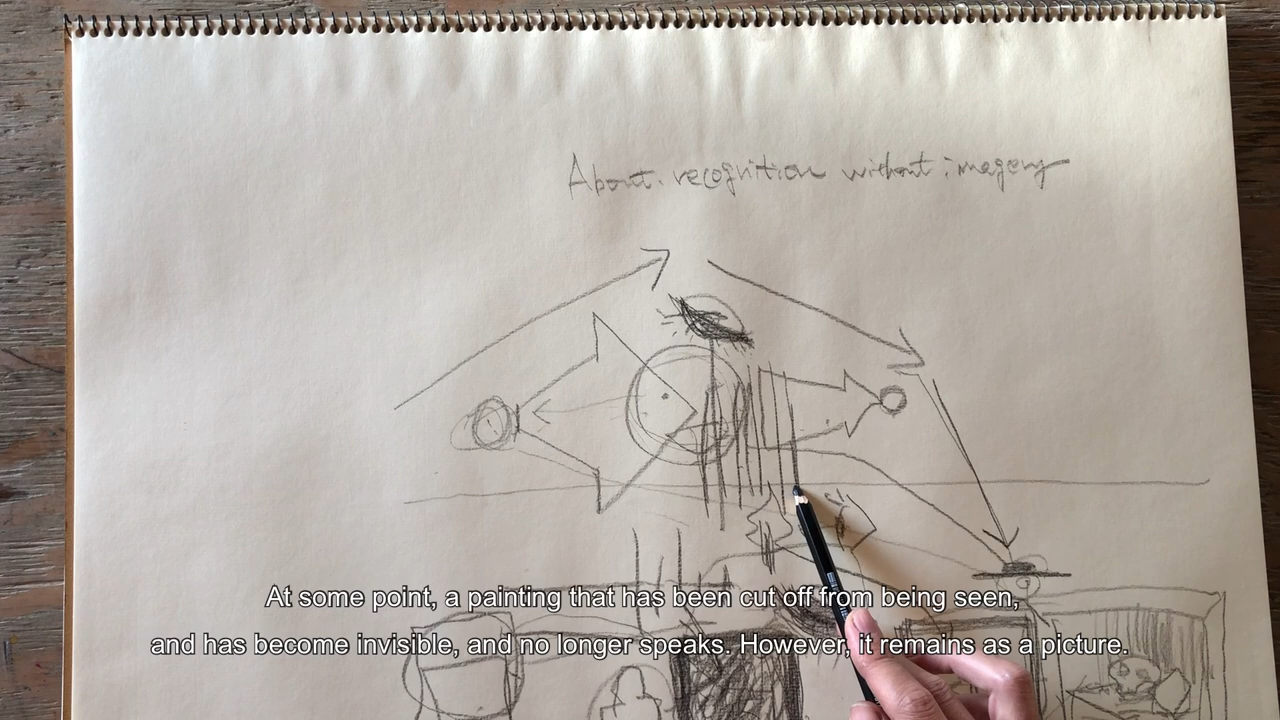 About. recognition without imagery
At some point, a painting that has been cut off from being seen,
and has become invisible, and no longer speaks. However, it remains as a picture.